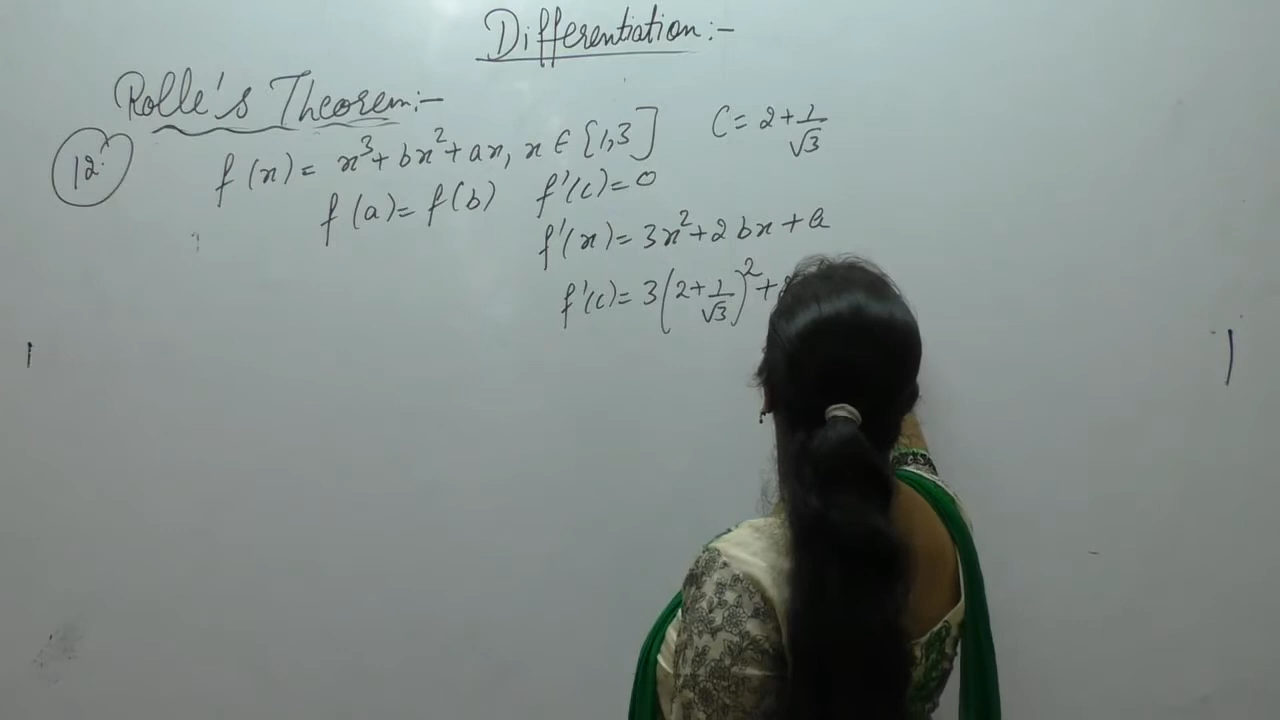 Differentiation:-
Rolle's Theorem:-
12. f(x) = x³ + bx² + ax, x ∈ {1,3] C = 2 + 1/√3
f(a) = f(b) f'(c) = 0
f'(x) = 3x² + 2bx + a
f'(c) = 3(2 + 1/√3)² +